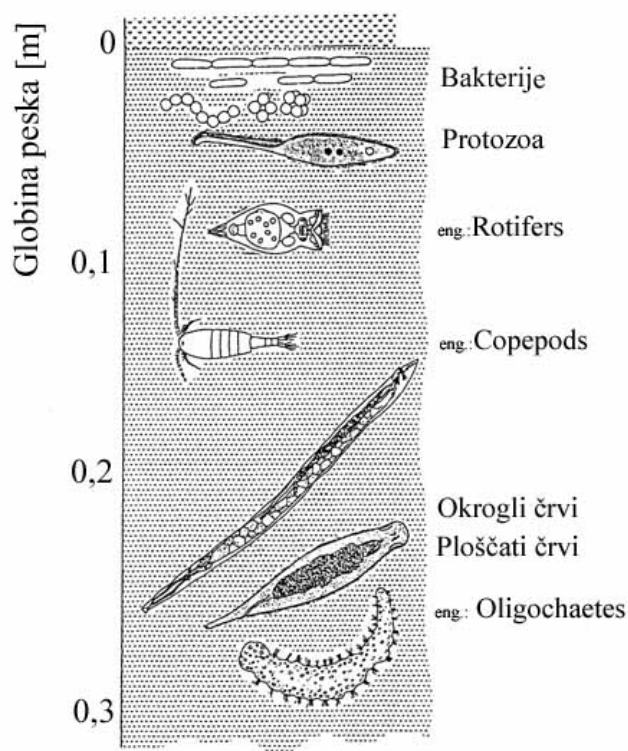 Globina peska [m]
0
Bakterije
Protozoa
eng.:Rotifers
0,1
eng.:Copepods
0,2
Okrogli črvi
Ploščati črvi
eng.: Oligochaetes
0,3